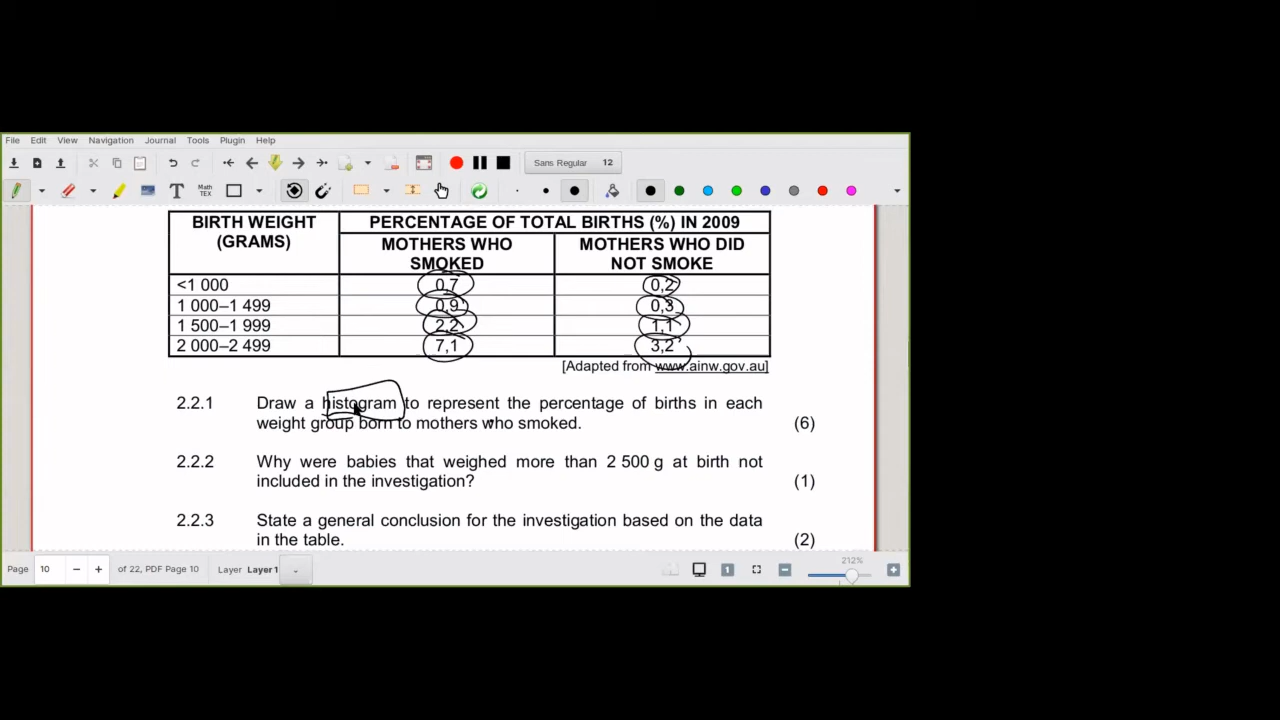 File Edit View Navigation Journal Tools Plugin Help
Sans Regular 12
Math TEX
BIRTH WEIGHT (GRAMS)
PERCENTAGE OF TOTAL BIRTHS (%) IN 2009
MOTHERS WHO SMOKED
MOTHERS WHO DID NOT SMOKE
<1 000 0,7 0,2
1 000–1 499 0,9 0,3
1 500–1 999 2,2 1,1
2 000–2 499 7,1 3,2
[Adapted from www.ainw.gov.au]
2.2.1 Draw a histogram to represent the percentage of births in each
weight group born to mothers who smoked. (6)
2.2.2 Why were babies that weighed more than 2 500 g at birth not
included in the investigation? (1)
2.2.3 State a general conclusion for the investigation based on the data
in the table. (2)
Page 10 of 22, PDF Page 10 Layer Layer 1 212%